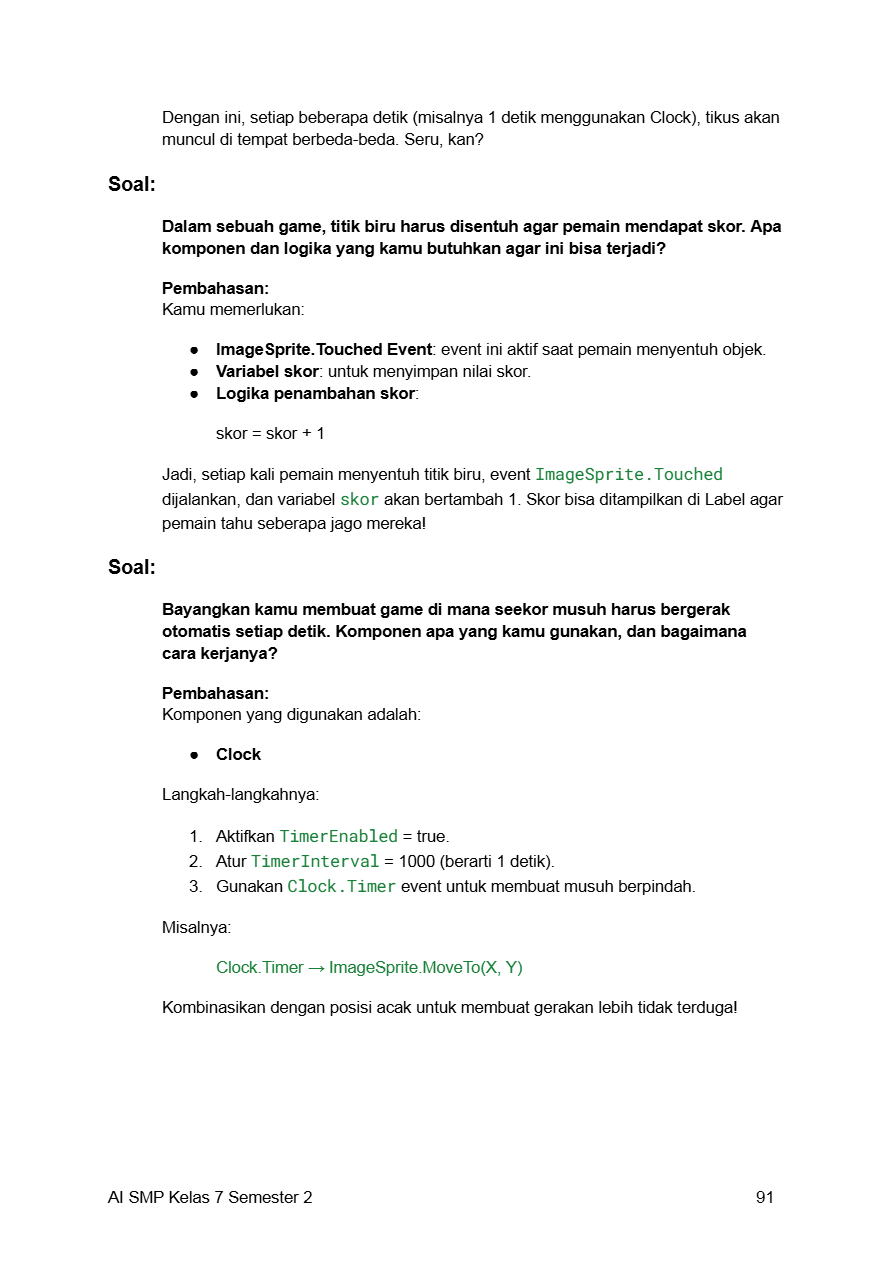 Dengan ini, setiap beberapa detik (misalnya 1 detik menggunakan Clock), tikus akan
muncul di tempat berbeda-beda. Seru, kan?
Soal:
Dalam sebuah game, titik biru harus disentuh agar pemain mendapat skor. Apa
komponen dan logika yang kamu butuhkan agar ini bisa terjadi?
Pembahasan:
Kamu memerlukan:
● ImageSprite.Touched Event: event ini aktif saat pemain menyentuh objek.
● Variabel skor: untuk menyimpan nilai skor.
● Logika penambahan skor:
skor = skor + 1
Jadi, setiap kali pemain menyentuh titik biru, event ImageSprite.Touched
dijalankan, dan variabel skor akan bertambah 1. Skor bisa ditampilkan di Label agar
pemain tahu seberapa jago mereka!
Soal:
Bayangkan kamu membuat game di mana seekor musuh harus bergerak
otomatis setiap detik. Komponen apa yang kamu gunakan, dan bagaimana
cara kerjanya?
Pembahasan:
Komponen yang digunakan adalah:
● Clock
Langkah-langkahnya:
1. Aktifkan TimerEnabled = true.
2. Atur TimerInterval = 1000 (berarti 1 detik).
3. Gunakan Clock.Timer event untuk membuat musuh berpindah.
Misalnya:
Clock.Timer → ImageSprite.MoveTo(X, Y)
Kombinasikan dengan posisi acak untuk membuat gerakan lebih tidak terduga!
AI SMP Kelas 7 Semester 2 91